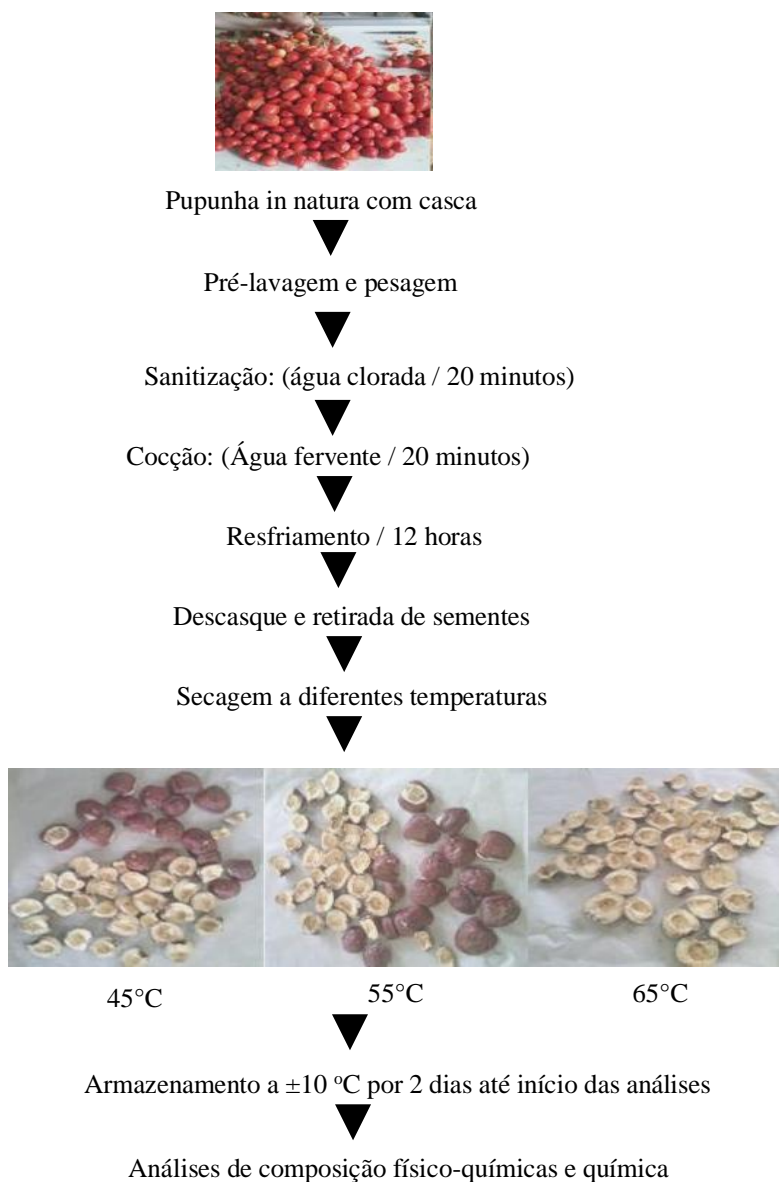 Pupunha in natura com casca
Pré-lavagem e pesagem
Sanitização: (água clorada / 20 minutos)
Cocção: (Água fervente / 20 minutos)
Resfriamento / 12 horas
Descasque e retirada de sementes
Secagem a diferentes temperaturas
45°C 55°C 65°C
Armazenamento a ±10 ºC por 2 dias até início das análises
Análises de composição físico-químicas e química